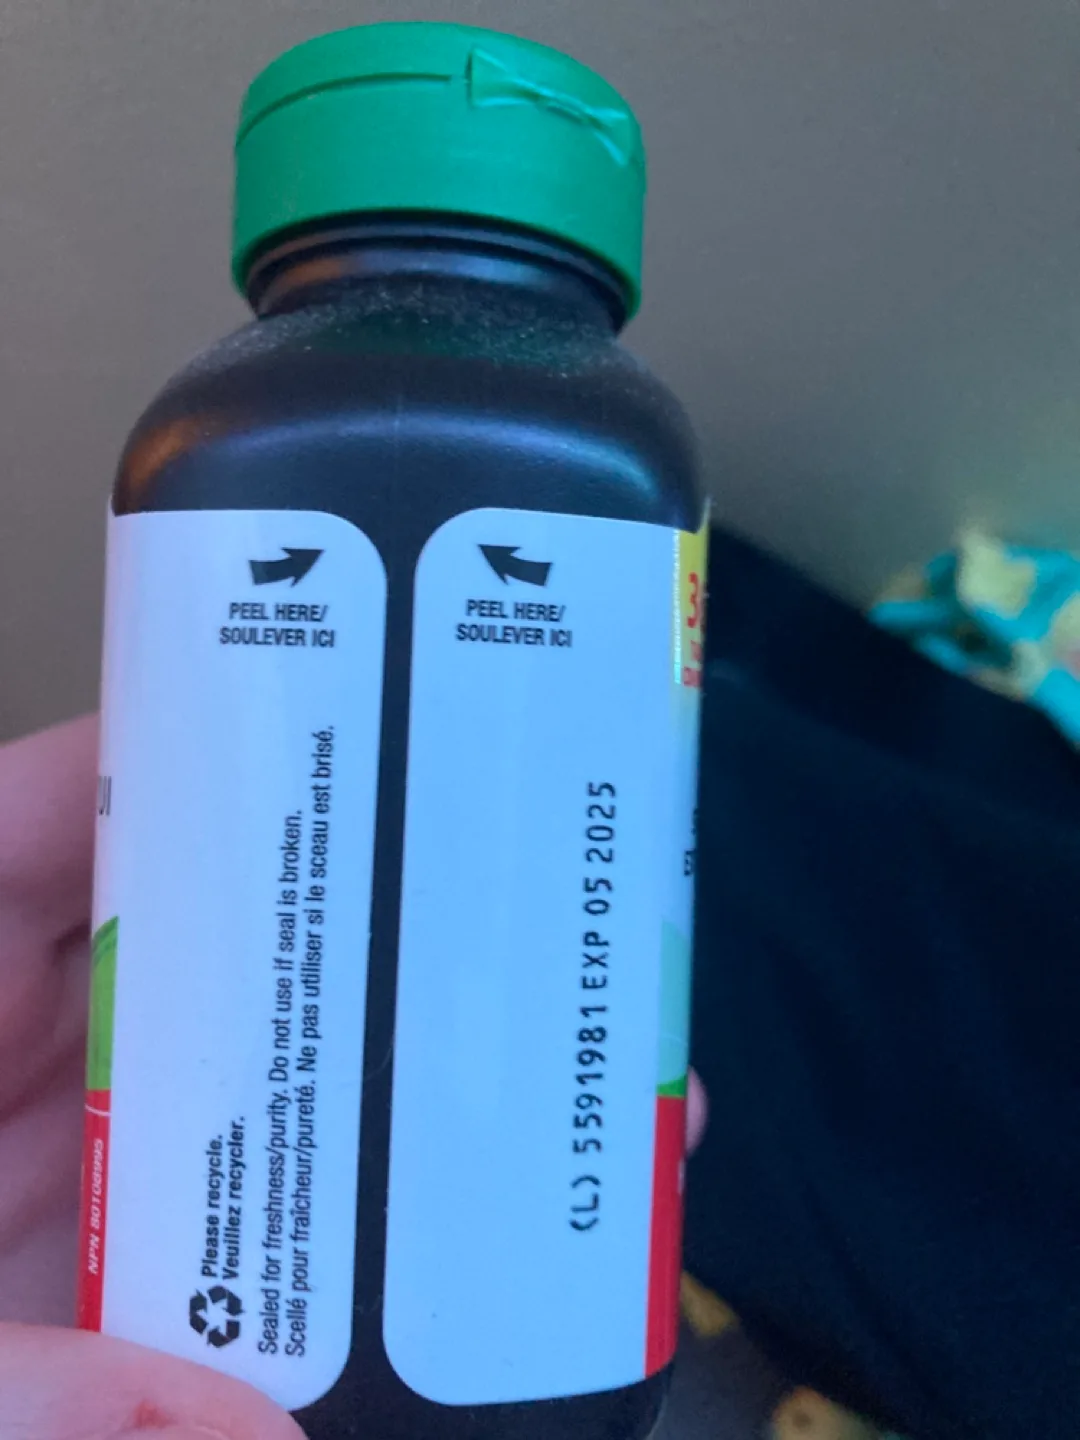 PEEL HERE/
SOULEVER ICI
PEEL HERE/
SOULEVER ICI
Please recycle.
Veuillez recycler.
Sealed for freshness/purity. Do not use if seal is broken.
Scellé pour fraîcheur/pureté. Ne pas utiliser si le sceau est brisé.
(L) 5591981 EXP 05 2025
NPN 80108995